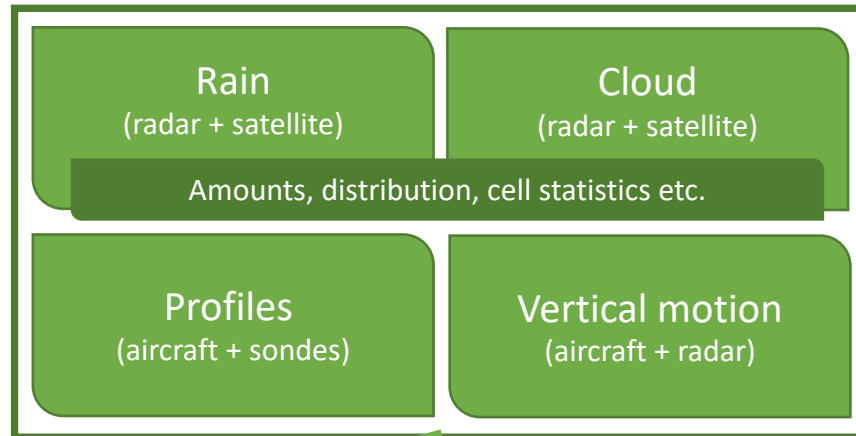 Rain
(radar + satellite)
Cloud
(radar + satellite)
Amounts, distribution, cell statistics etc.
Profiles
(aircraft + sondes)
Vertical motion
(aircraft + radar)